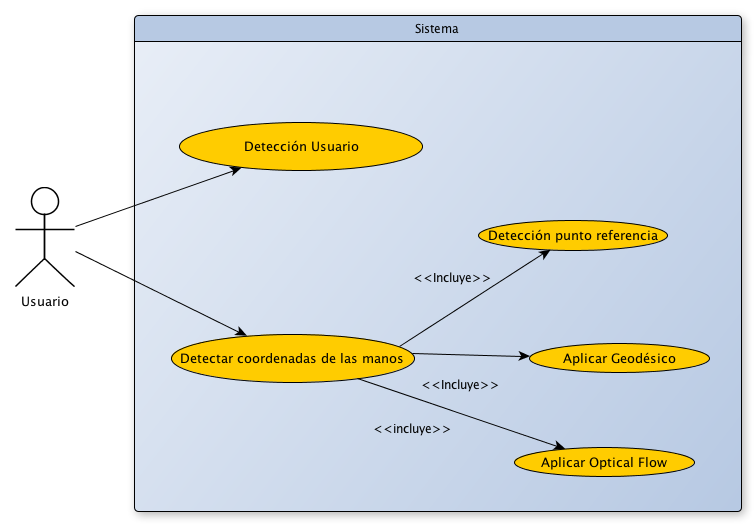 Sistema
Detección Usuario
Detección punto referencia
<<Incluye>>
Usuario
Detectar coordenadas de las manos
Aplicar Geodésico
<<Incluye>>
<<incluye>>
Aplicar Optical Flow